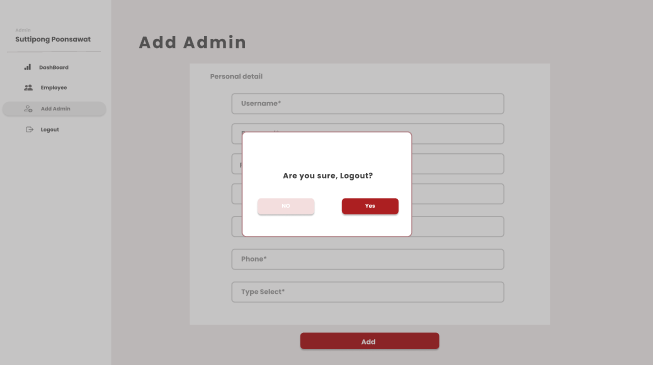 Suttipong Poonsawat
DashBoard
Employee
Add Admin
Logout
Add Admin
Personal detail
Username*
Are you sure, Logout?
NO
Yes
Phone*
Type Select*
Add